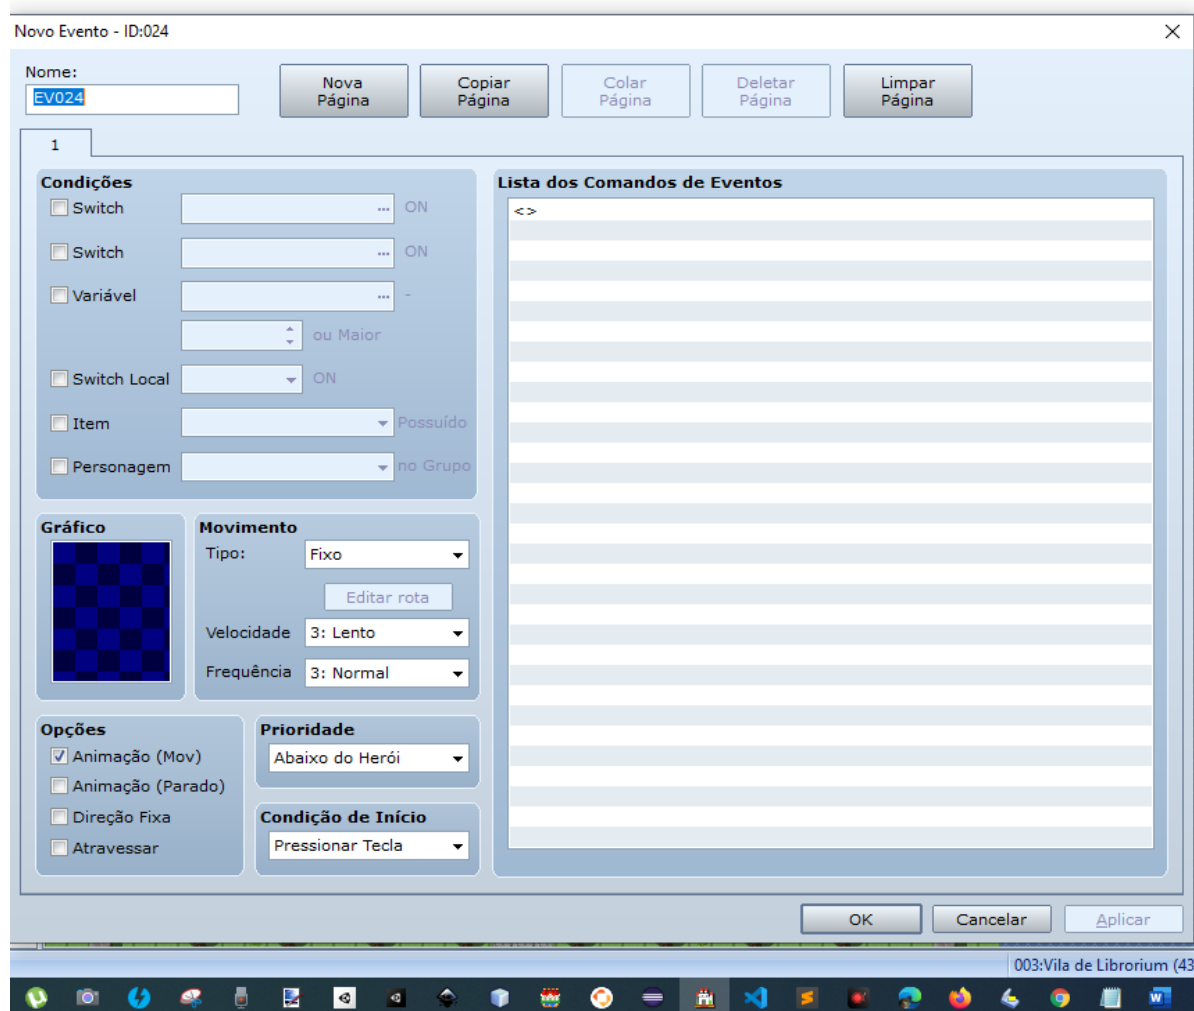 Novo Evento - ID:024
Nome:
EV024
Nova Página
Copiar Página
Colar Página
Deletar Página
Limpar Página
1
Condições
Switch ... ON
Switch ... ON
Variável ... -
ou Maior
Switch Local ON
Item Possuído
Personagem no Grupo
Gráfico
Movimento
Tipo: Fixo
Editar rota
Velocidade 3: Lento
Frequência 3: Normal
Opções
Animação (Mov)
Animação (Parado)
Direção Fixa
Atravessar
Prioridade
Abaixo do Herói
Condição de Início
Pressionar Tecla
Lista dos Comandos de Eventos
<>
OK
Cancelar
Aplicar
003:Vila de Librorium (43